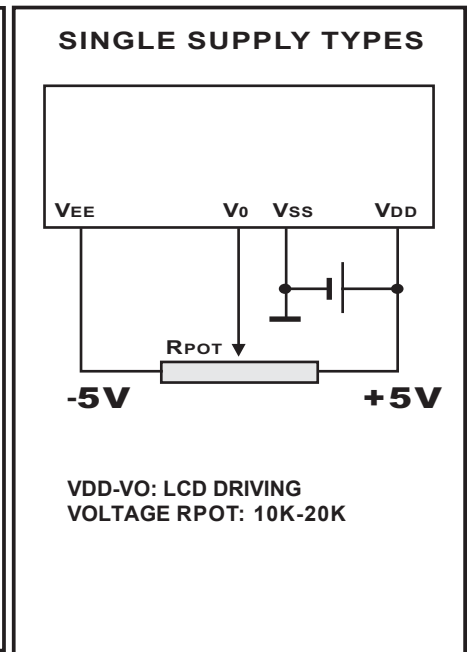 SINGLE SUPPLY TYPES
VEE V0 VSS VDD
RPOT
-5V +5V
VDD-VO: LCD DRIVING
VOLTAGE RPOT: 10K-20K